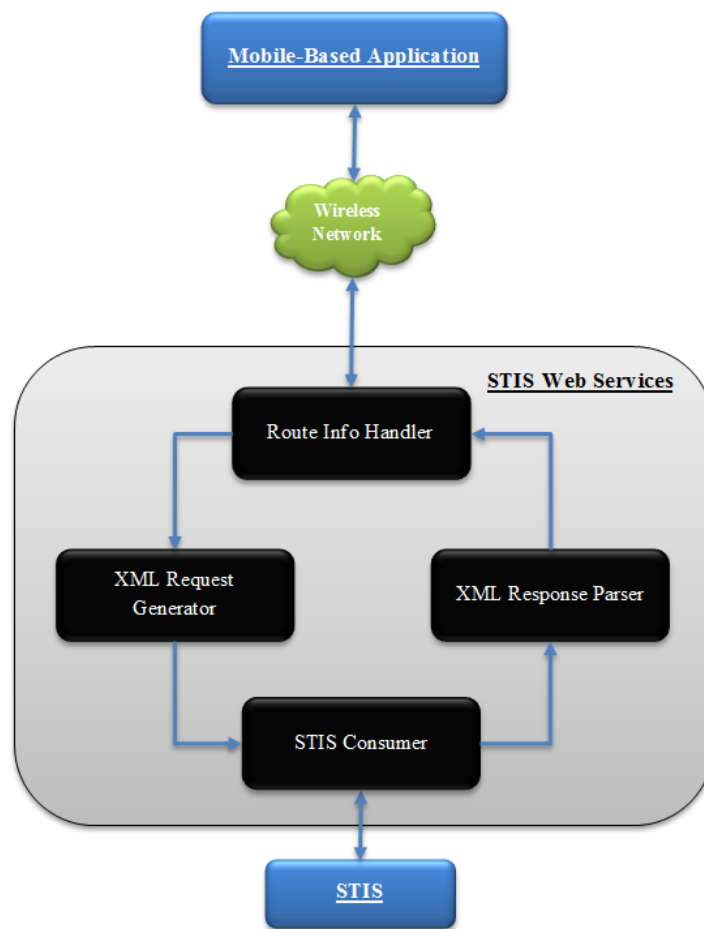 Mobile-Based Application
Wireless
Network
STIS Web Services
Route Info Handler
XML Request
Generator
XML Response Parser
STIS Consumer
STIS